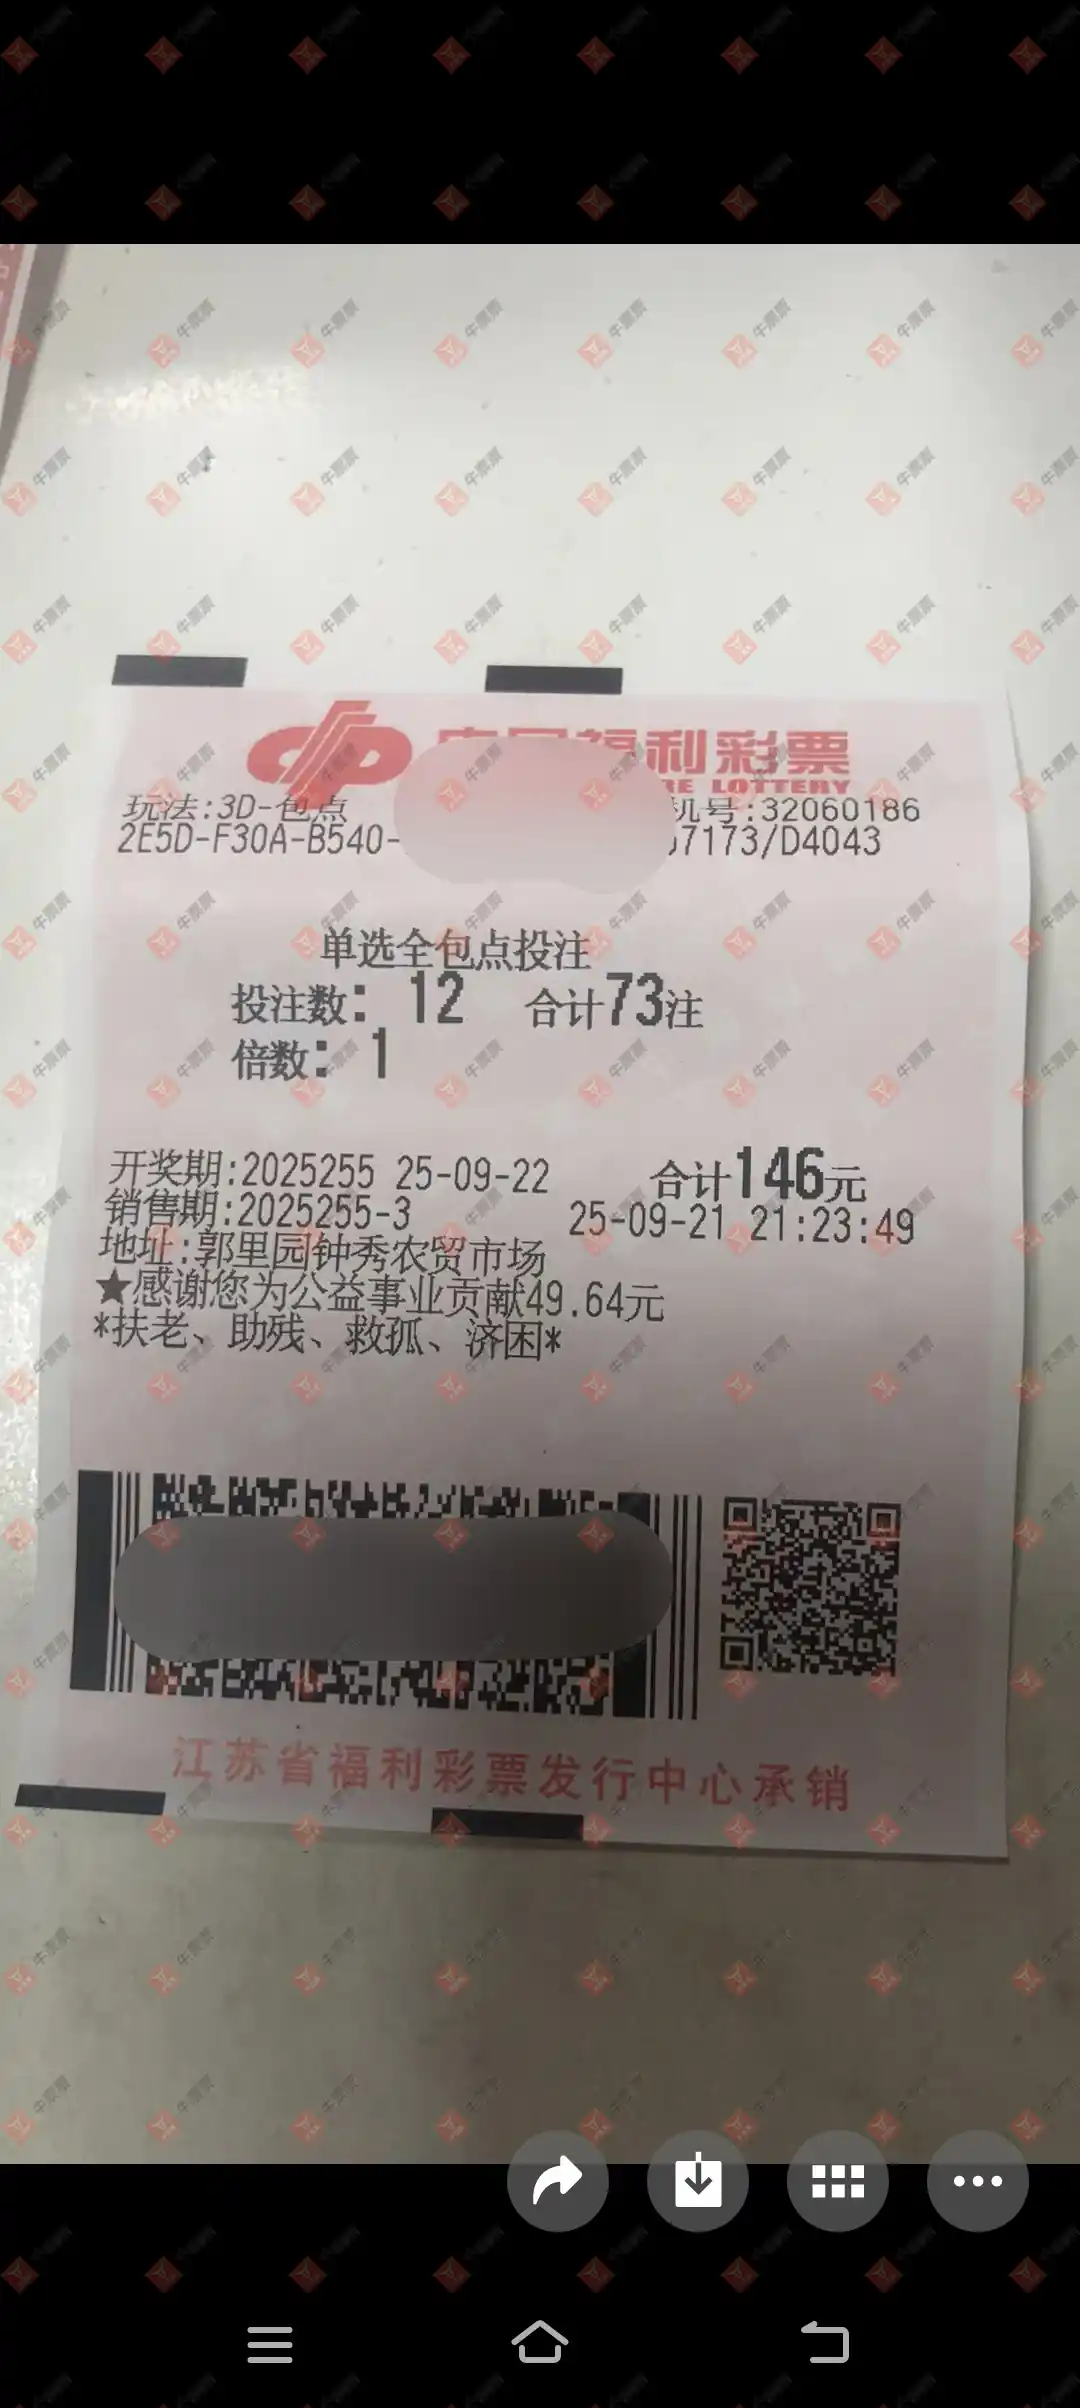 中国福利彩票
RE LOTTERY
玩法:3D-包点
机号:32060186
2E5D-F30A-B540-
7173/D4043
单选全包点投注
投注数: 12 合计73注
倍数: 1
开奖期:2025255 25-09-22 合计146元
销售期:2025255-3 25-09-21 21:23:49
地址:郭里园钟秀农贸市场
★感谢您为公益事业贡献49.64元
*扶老、助残、救孤、济困*
江苏省福利彩票发行中心承销
牛票票